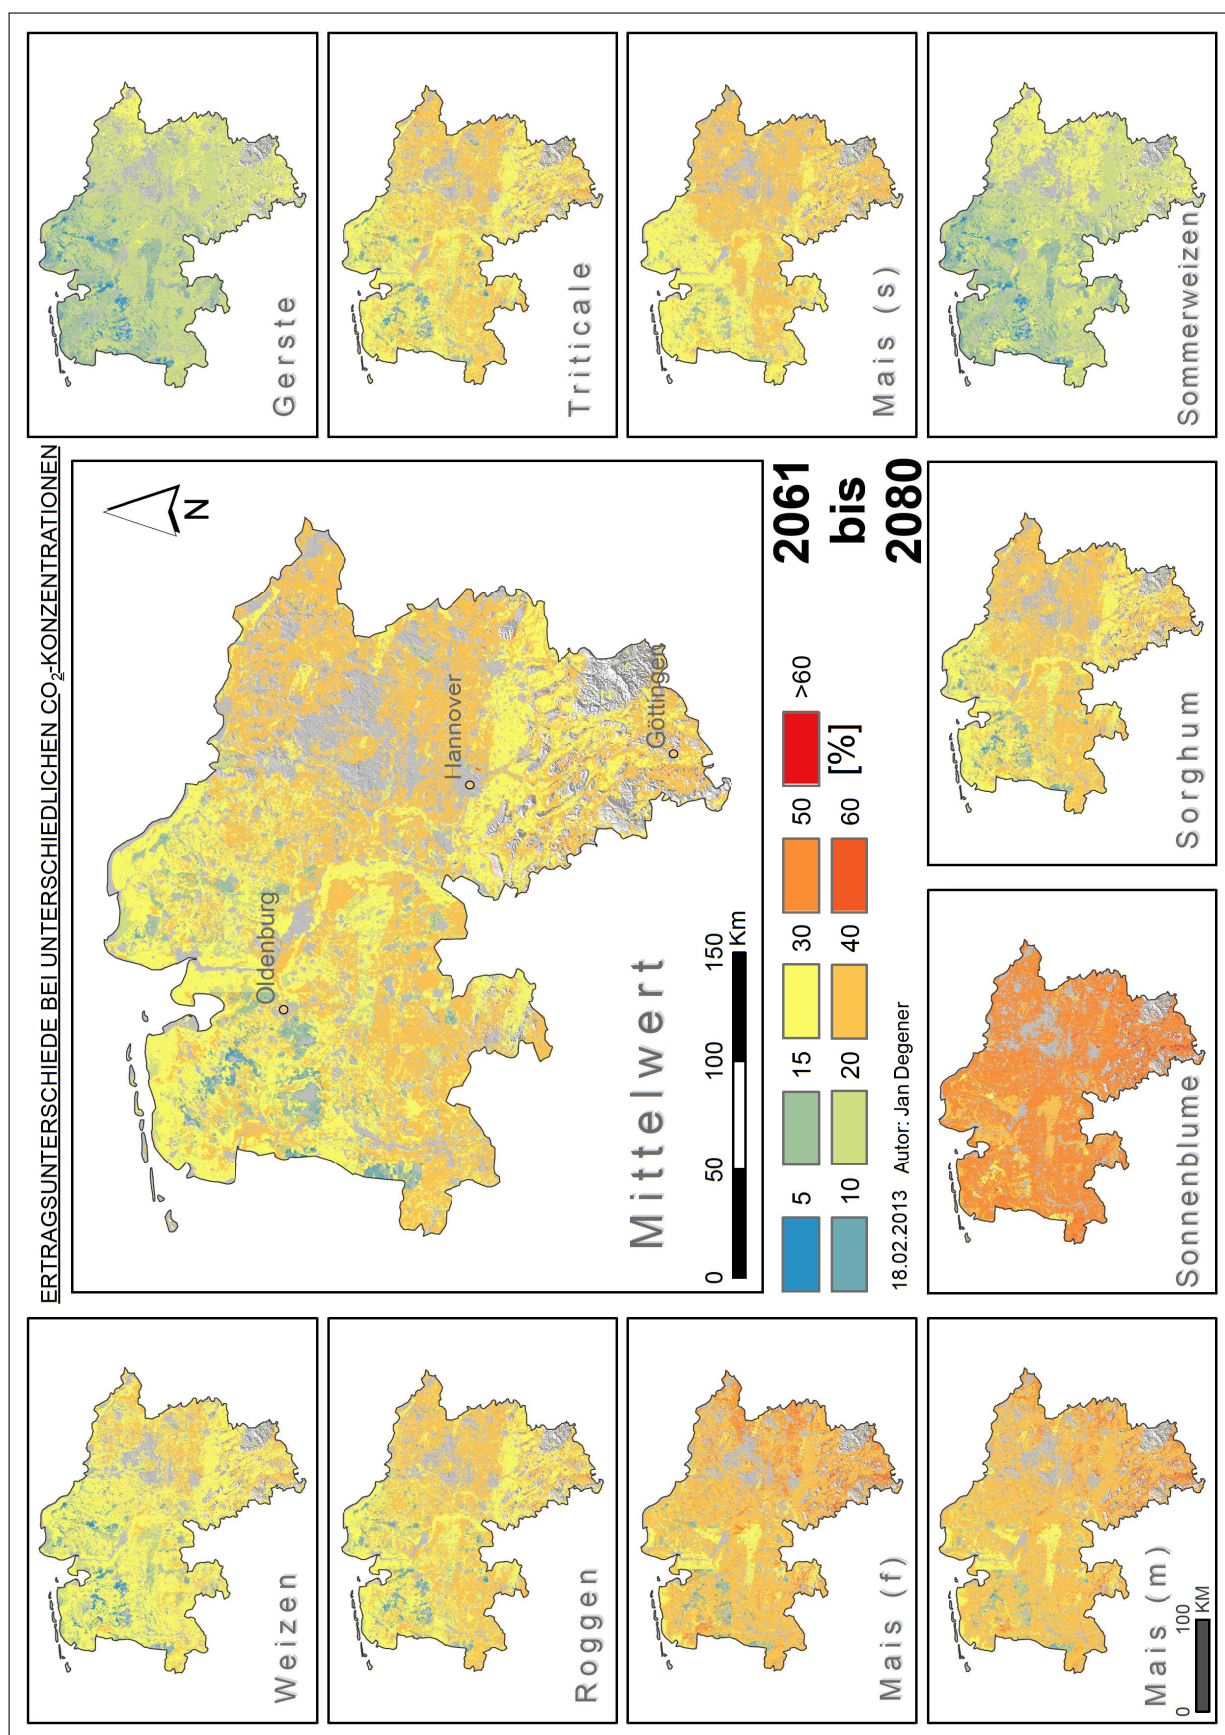 ERTRAGSUNTERSCHIEDE BEI UNTERSCHIEDLICHEN CO₂-KONZENTRATIONEN
Weizen
Gerste
Roggen
Triticale
Mais (f)
Mais (s)
Mais (m)
0 100
KM
Sonnenblume
Sorghum
Sommerweizen
N
Oldenburg
Hannover
Göttingen
Mittelwert
0 50 100 150
Km
5 15 30 50 >60
10 20 40 60 [%]
18.02.2013 Autor: Jan Degener
2061
bis
2080